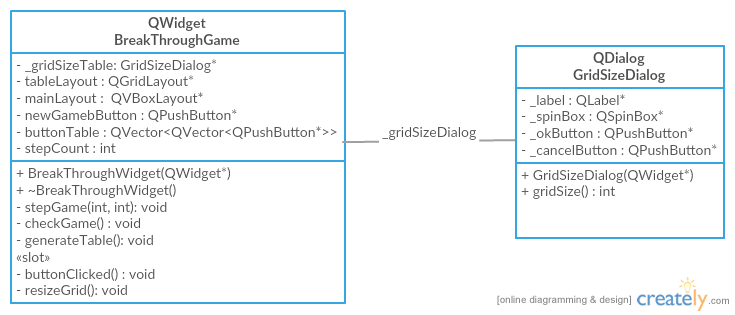 QWidget
BreakThroughGame
- _gridSizeTable: GridSizeDialog*
- tableLayout : QGridLayout*
- mainLayout : QVBoxLayout*
- newGamebButton : QPushButton*
- buttonTable : QVector<QVector<QPushButton*>>
- stepCount : int
+ BreakThroughWidget(QWidget*)
+ ~BreakThroughWidget()
- stepGame(int, int): void
- checkGame() : void
- generateTable(): void
«slot»
- buttonClicked() : void
- resizeGrid(): void
_gridSizeDialog
QDialog
GridSizeDialog
- _label : QLabel*
- _spinBox : QSpinBox*
- _okButton : QPushButton*
- _cancelButton : QPushButton*
+ GridSizeDialog(QWidget*)
+ gridSize() : int
[online diagramming & design] creately.com